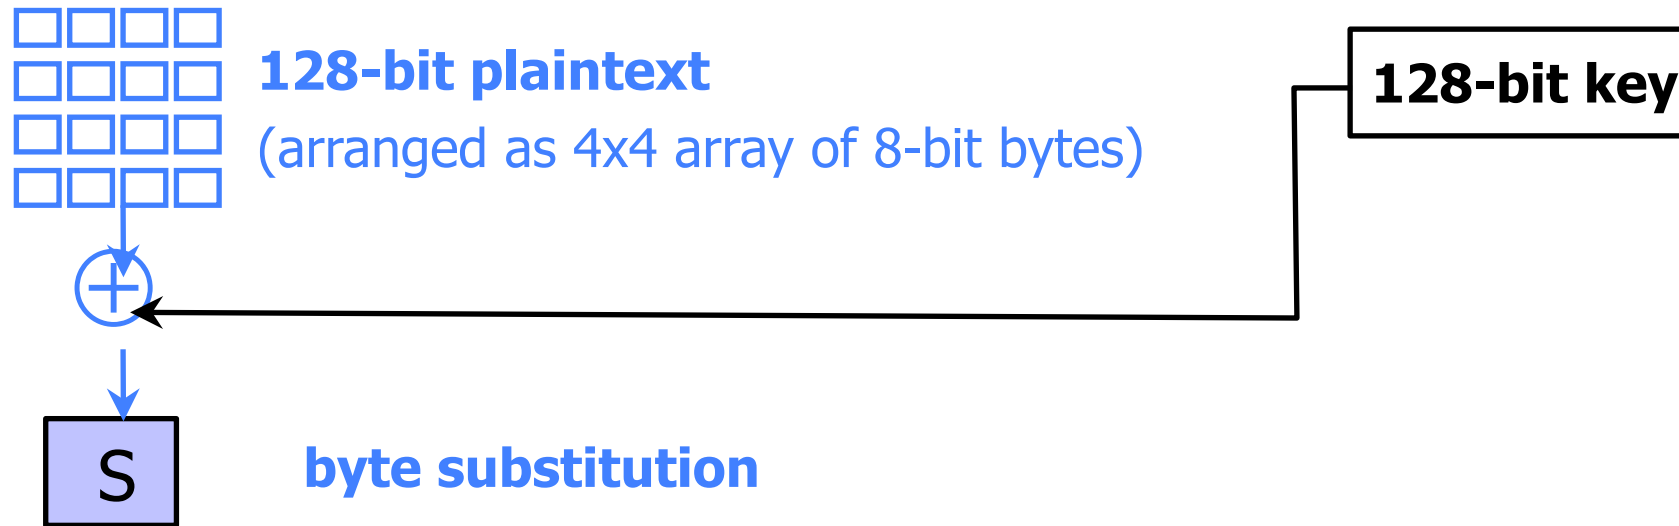 128-bit plaintext
(arranged as 4x4 array of 8-bit bytes)
128-bit key
S
byte substitution